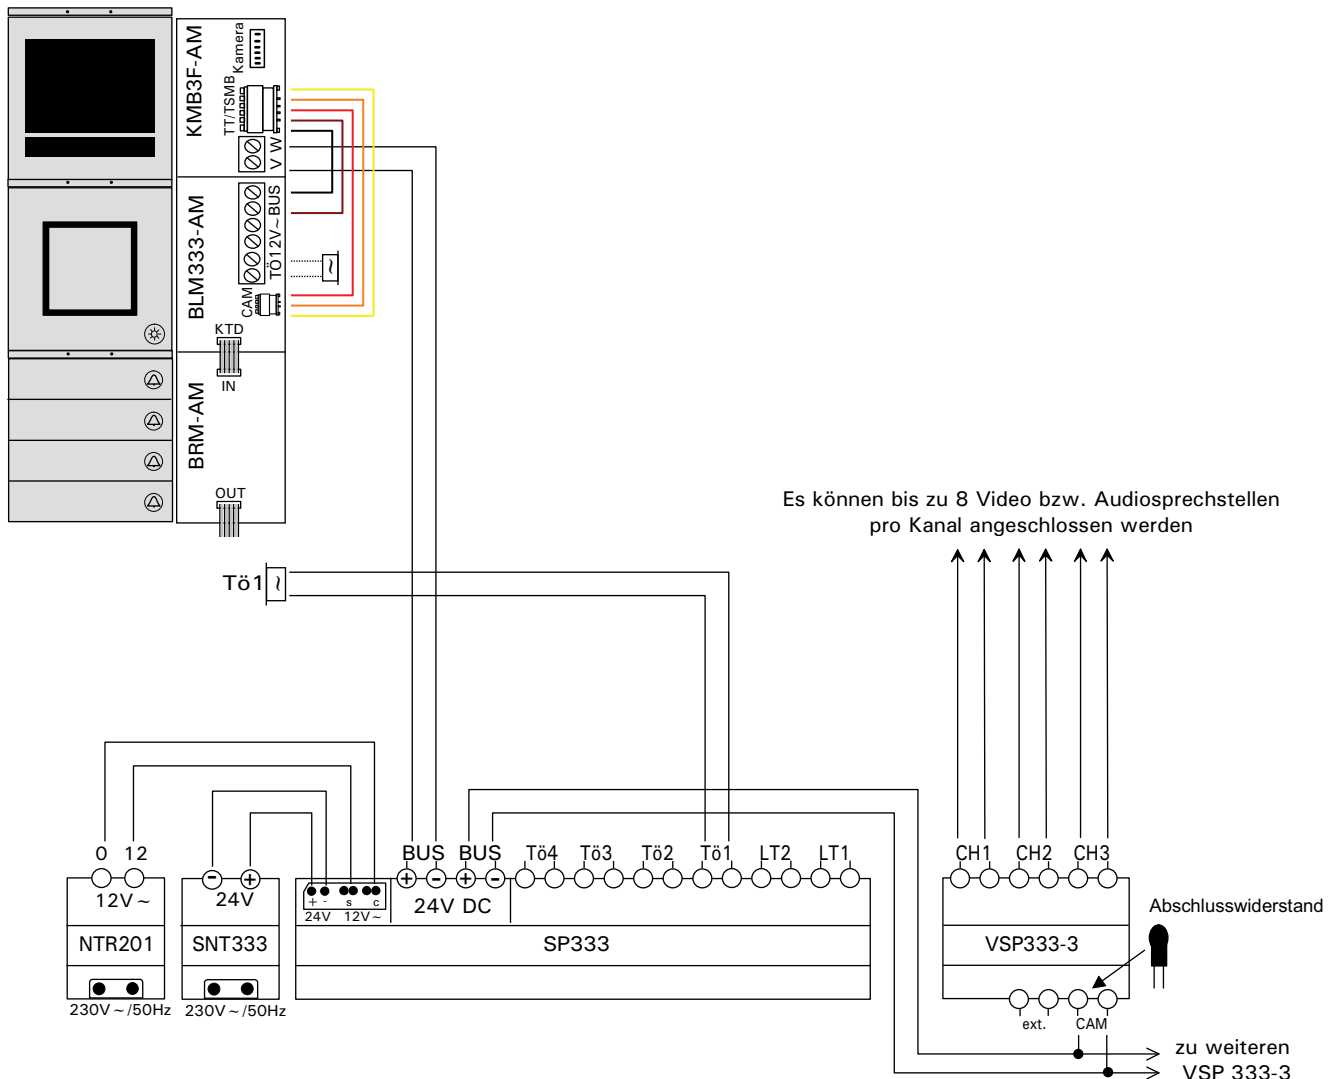 KMB3F-AM
Kamera
TT/TSMB
V W
BLM333-AM
TÖ12V~BUS
CAM
KTD
IN
BRM-AM
OUT
Es können bis zu 8 Video bzw. Audiosprechstellen
pro Kanal angeschlossen werden
Tö1 ~
0 12
12V~
NTR201
230V~/50Hz
- +
24V
SNT333
230V~/50Hz
+ - s c
24V 12V~
BUS BUS Tö4 Tö3 Tö2 Tö1 LT2 LT1
+ - + -
24V DC
SP333
CH1 CH2 CH3
VSP333-3
ext. CAM
Abschlusswiderstand
zu weiteren
VSP 333-3